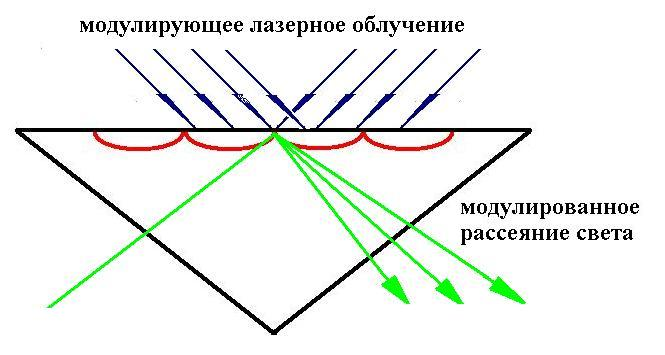 модулирующее лазерное облучение
модулированное
рассеяние света